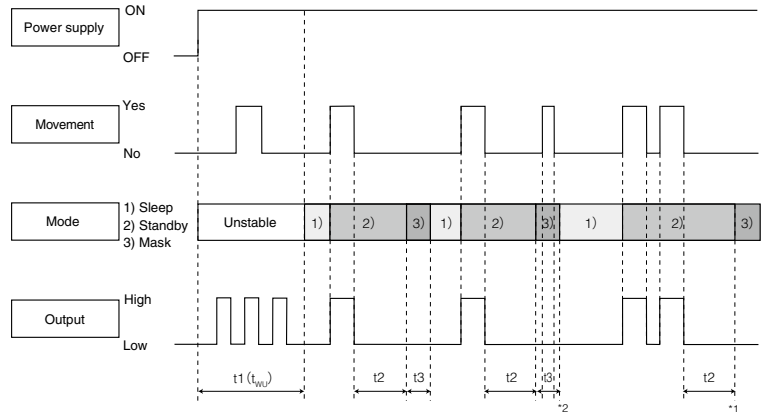 ON
Power supply
OFF
Yes
Movement
No
1) Sleep
Mode 2) Standby Unstable 1) 2) 3) 1) 2) 3) 1) 2) 3)
3) Mask
High
Output
Low
t1 (tWU) t2 t3 t2 t3 t2
*2 *1